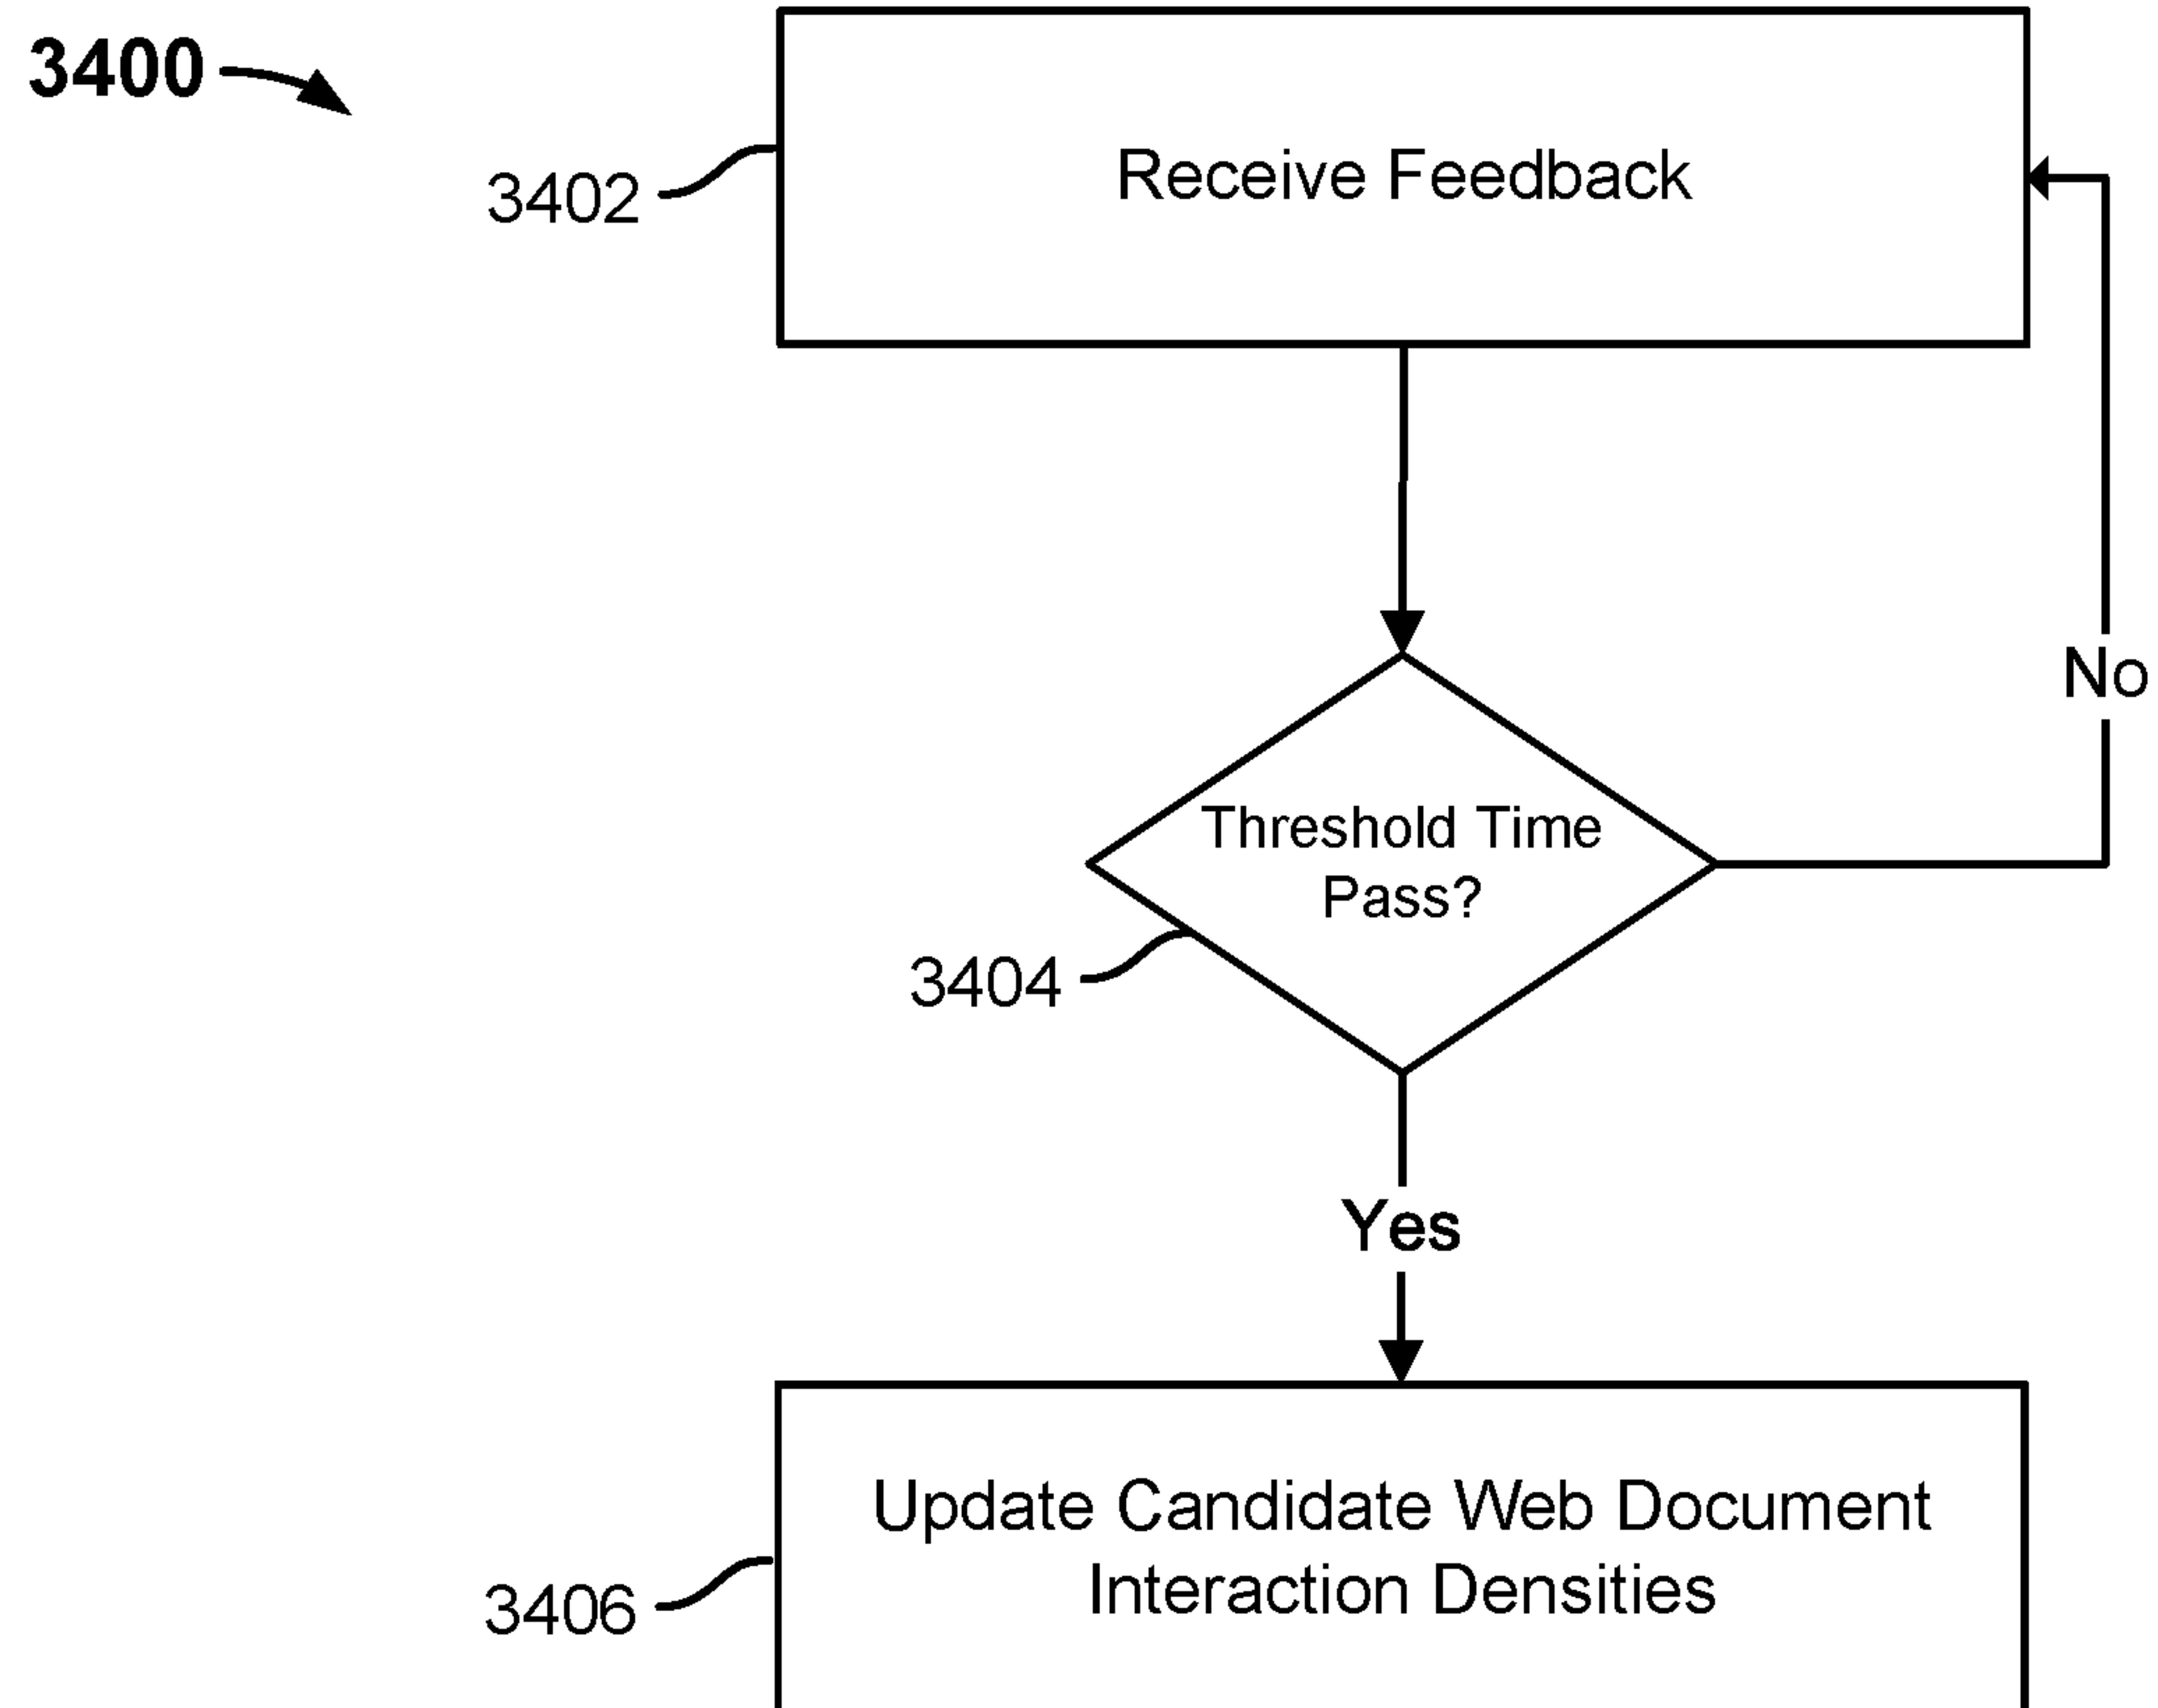 3400
3402
Receive Feedback
No
Threshold Time
Pass?
3404
Yes
Update Candidate Web Document
Interaction Densities
3406